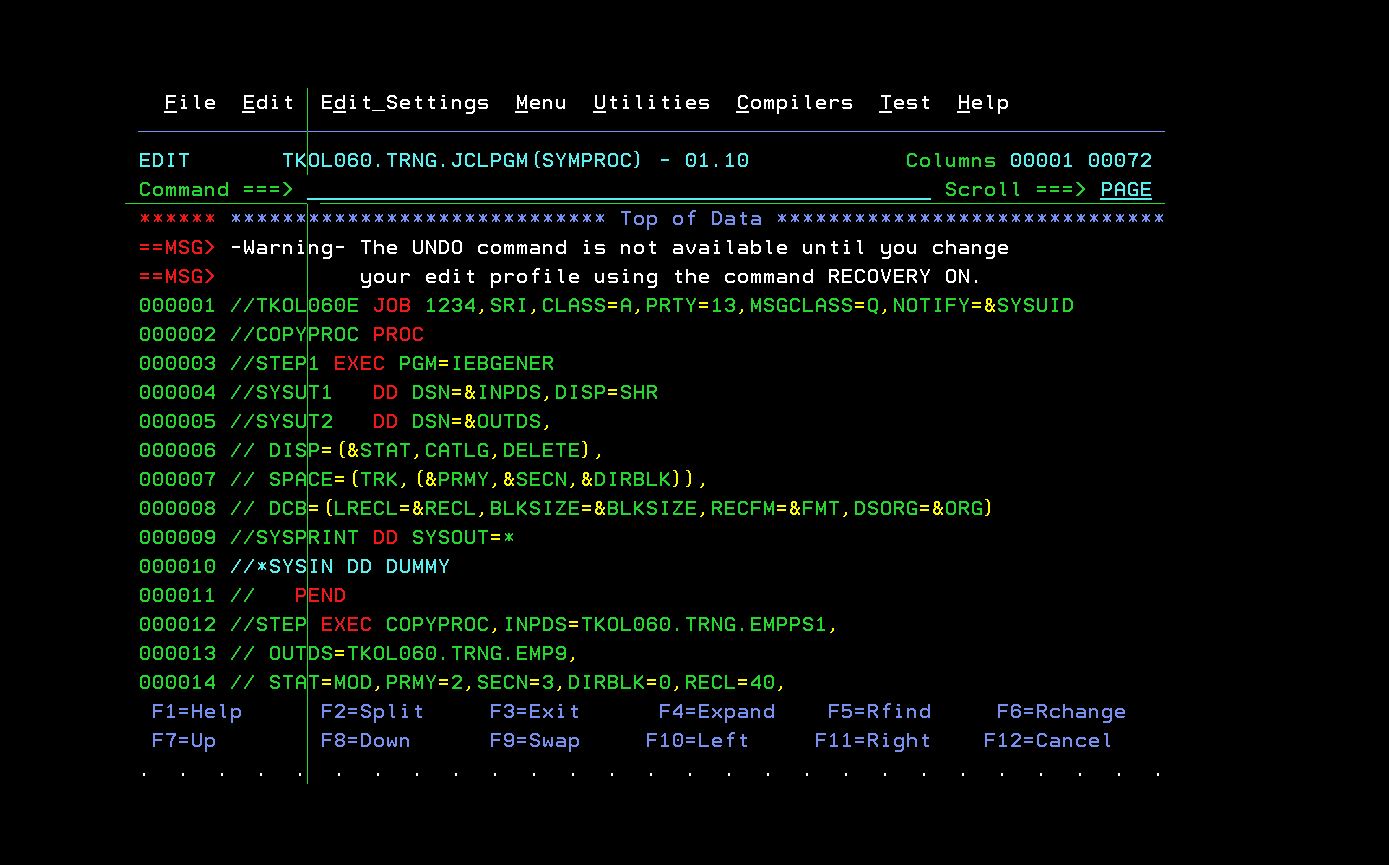 File  Edit  Edit_Settings  Menu  Utilities  Compilers  Test  Help
EDIT       TKOL060.TRNG.JCLPGM(SYMPROC) - 01.10            Columns 00001 00072
Command ===>                                                  Scroll ===> PAGE
****** ***************************** Top of Data ******************************
==MSG> -Warning- The UNDO command is not available until you change
==MSG>           your edit profile using the command RECOVERY ON.
000001 //TKOL060E JOB 1234,SRI,CLASS=A,PRTY=13,MSGCLASS=Q,NOTIFY=&SYSUID
000002 //COPYPROC PROC
000003 //STEP1 EXEC PGM=IEBGENER
000004 //SYSUT1   DD DSN=&INPDS,DISP=SHR
000005 //SYSUT2   DD DSN=&OUTDS,
000006 // DISP=(&STAT,CATLG,DELETE),
000007 // SPACE=(TRK,(&PRMY,&SECN,&DIRBLK)),
000008 // DCB=(LRECL=&RECL,BLKSIZE=&BLKSIZE,RECFM=&FMT,DSORG=&ORG)
000009 //SYSPRINT DD SYSOUT=*
000010 //*SYSIN DD DUMMY
000011 //   PEND
000012 //STEP EXEC COPYPROC,INPDS=TKOL060.TRNG.EMPPS1,
000013 // OUTDS=TKOL060.TRNG.EMP9,
000014 // STAT=MOD,PRMY=2,SECN=3,DIRBLK=0,RECL=40,
F1=Help      F2=Split     F3=Exit      F4=Expand    F5=Rfind     F6=Rchange
F7=Up        F8=Down      F9=Swap     F10=Left     F11=Right    F12=Cancel
. . . . . . . . . . . . . . . . . . . . . . . . . . .